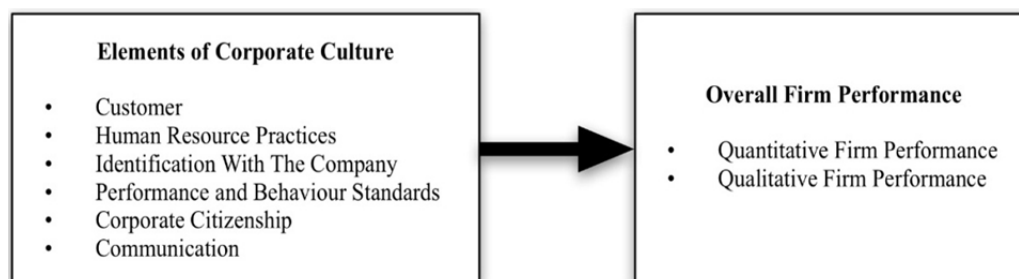 Elements of Corporate Culture
• Customer
• Human Resource Practices
• Identification With The Company
• Performance and Behaviour Standards
• Corporate Citizenship
• Communication
Overall Firm Performance
• Quantitative Firm Performance
• Qualitative Firm Performance